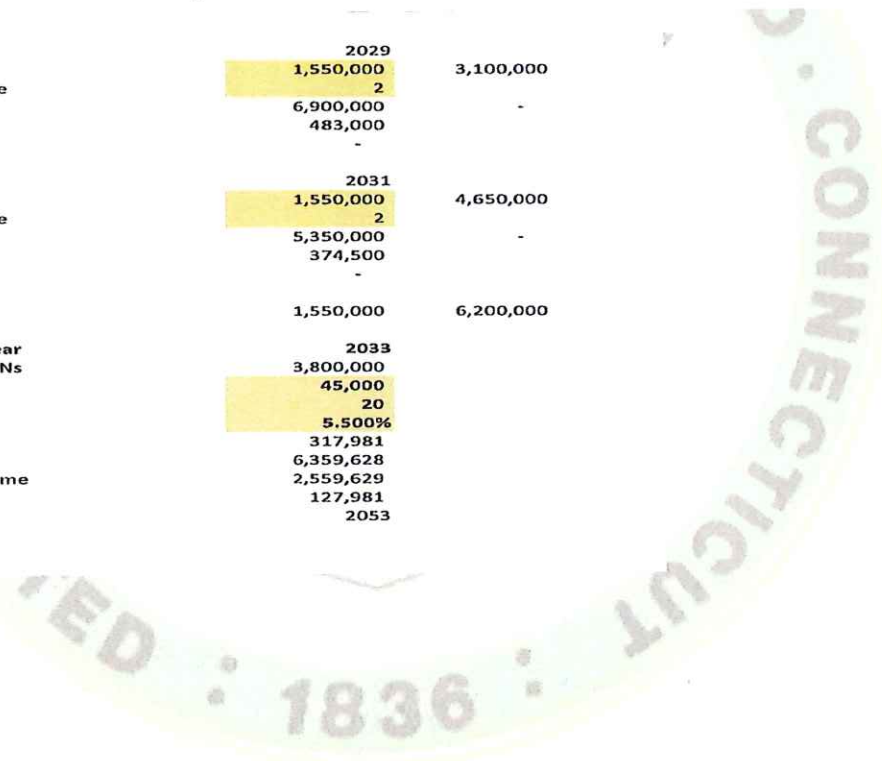 2029
1,550,000 3,100,000
e 2
6,900,000 -
483,000
-
2031
1,550,000 4,650,000
e 2
5,350,000 -
374,500
-
1,550,000 6,200,000
ear 2033
Ns 3,800,000
45,000
20
5.500%
317,981
6,359,628
me 2,559,629
127,981
2053
D. CONNECTICUT
ED : 1836 :